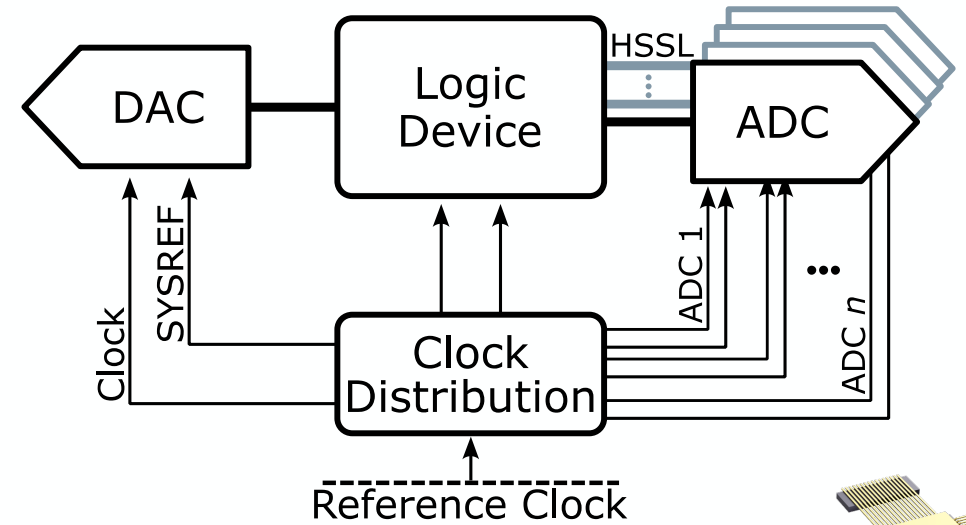 HSSL
DAC
Logic
Device
ADC
Clock
SYSREF
ADC 1
...
ADC n
Clock
Distribution
Reference Clock